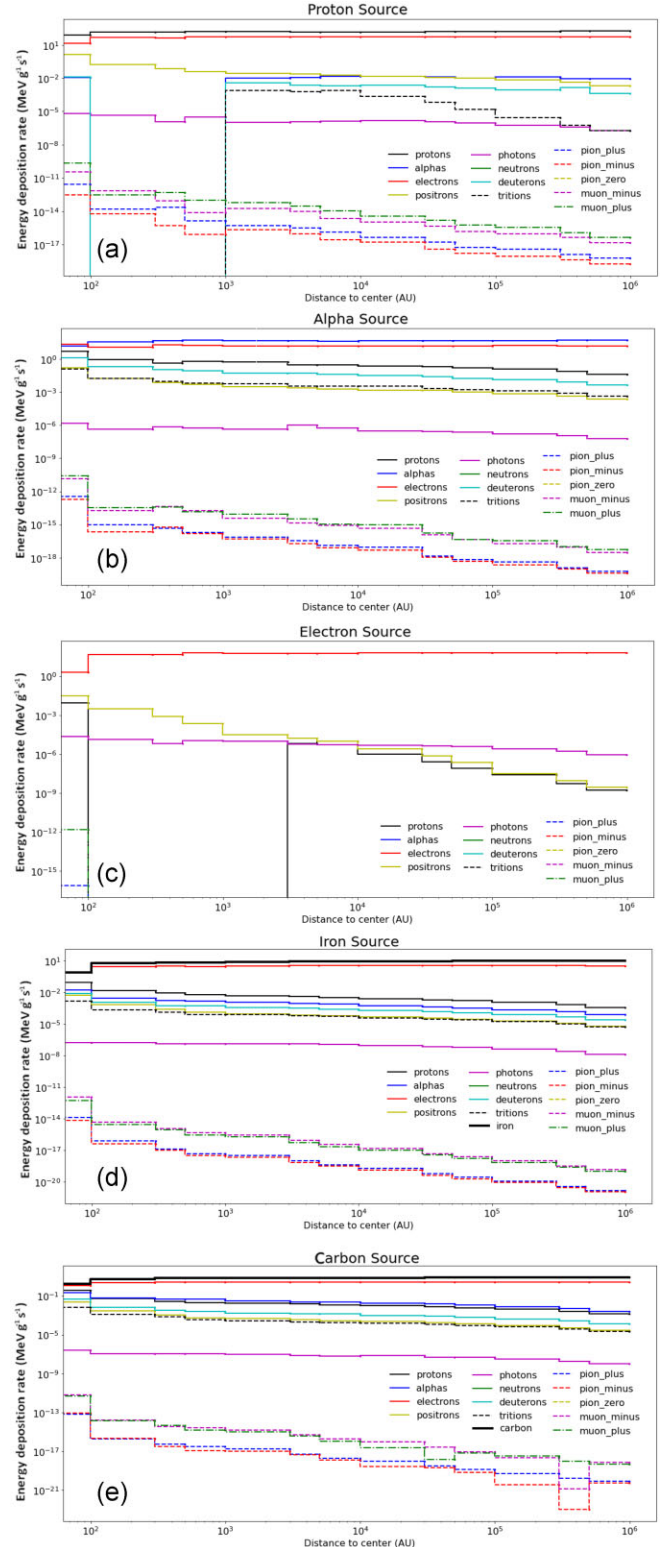 Proton Source
Energy deposition rate (MeV g¹ s¹)
10¹
10⁻²
10⁻⁵
10⁻⁸
10⁻¹¹
10⁻¹⁴
10⁻¹⁷
(a)
protons
alphas
electrons
positrons
photons
neutrons
deuterons
tritions
pion_plus
pion_minus
pion_zero
muon_minus
muon_plus
10² 10³ 10⁴ 10⁵ 10⁶
Distance to center (AU)
Alpha Source
Energy deposition rate (MeV g¹ s¹)
10⁰
10⁻³
10⁻⁶
10⁻⁹
10⁻¹²
10⁻¹⁵
10⁻¹⁸
(b)
protons
alphas
electrons
positrons
photons
neutrons
deuterons
tritions
pion_plus
pion_minus
pion_zero
muon_minus
muon_plus
10² 10³ 10⁴ 10⁵ 10⁶
Distance to center (AU)
Electron Source
Energy deposition rate (MeV g¹ s¹)
10⁰
10⁻³
10⁻⁶
10⁻⁹
10⁻¹²
10⁻¹⁵
(c)
protons
alphas
electrons
positrons
photons
neutrons
deuterons
tritions
pion_plus
pion_minus
pion_zero
muon_minus
muon_plus
10² 10³ 10⁴ 10⁵ 10⁶
Distance to center (AU)
Iron Source
Energy deposition rate (MeV g¹ s¹)
10¹
10⁻²
10⁻⁵
10⁻⁸
10⁻¹¹
10⁻¹⁴
10⁻¹⁷
10⁻²⁰
(d)
protons
alphas
electrons
positrons
photons
neutrons
deuterons
tritions
iron
pion_plus
pion_minus
pion_zero
muon_minus
muon_plus
10² 10³ 10⁴ 10⁵ 10⁶
Distance to center (AU)
Carbon Source
Energy deposition rate (MeV g¹ s¹)
10⁻¹
10⁻⁵
10⁻⁹
10⁻¹³
10⁻¹⁷
10⁻²¹
(e)
protons
alphas
electrons
positrons
photons
neutrons
deuterons
tritions
carbon
pion_plus
pion_minus
pion_zero
muon_minus
muon_plus
10² 10³ 10⁴ 10⁵ 10⁶
Distance to center (AU)